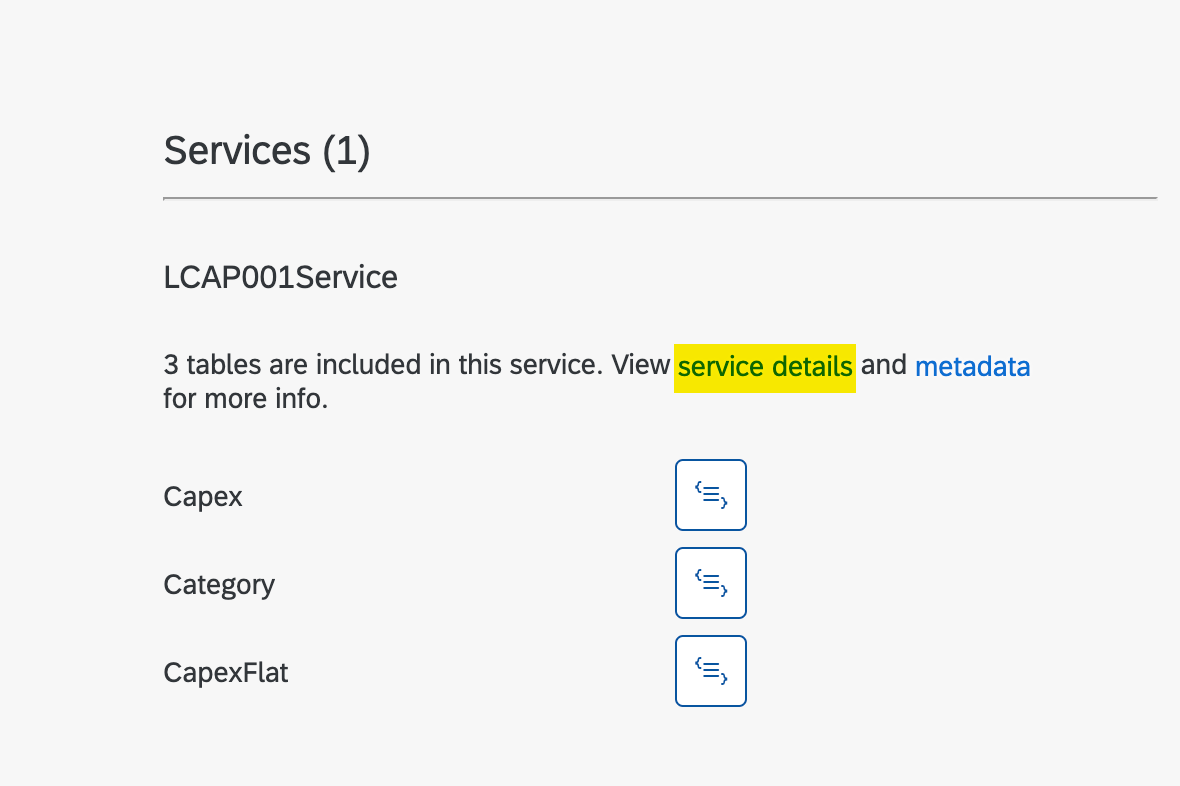 Services (1)
LCAP001Service
3 tables are included in this service. View service details and metadata
for more info.
Capex
Category
CapexFlat